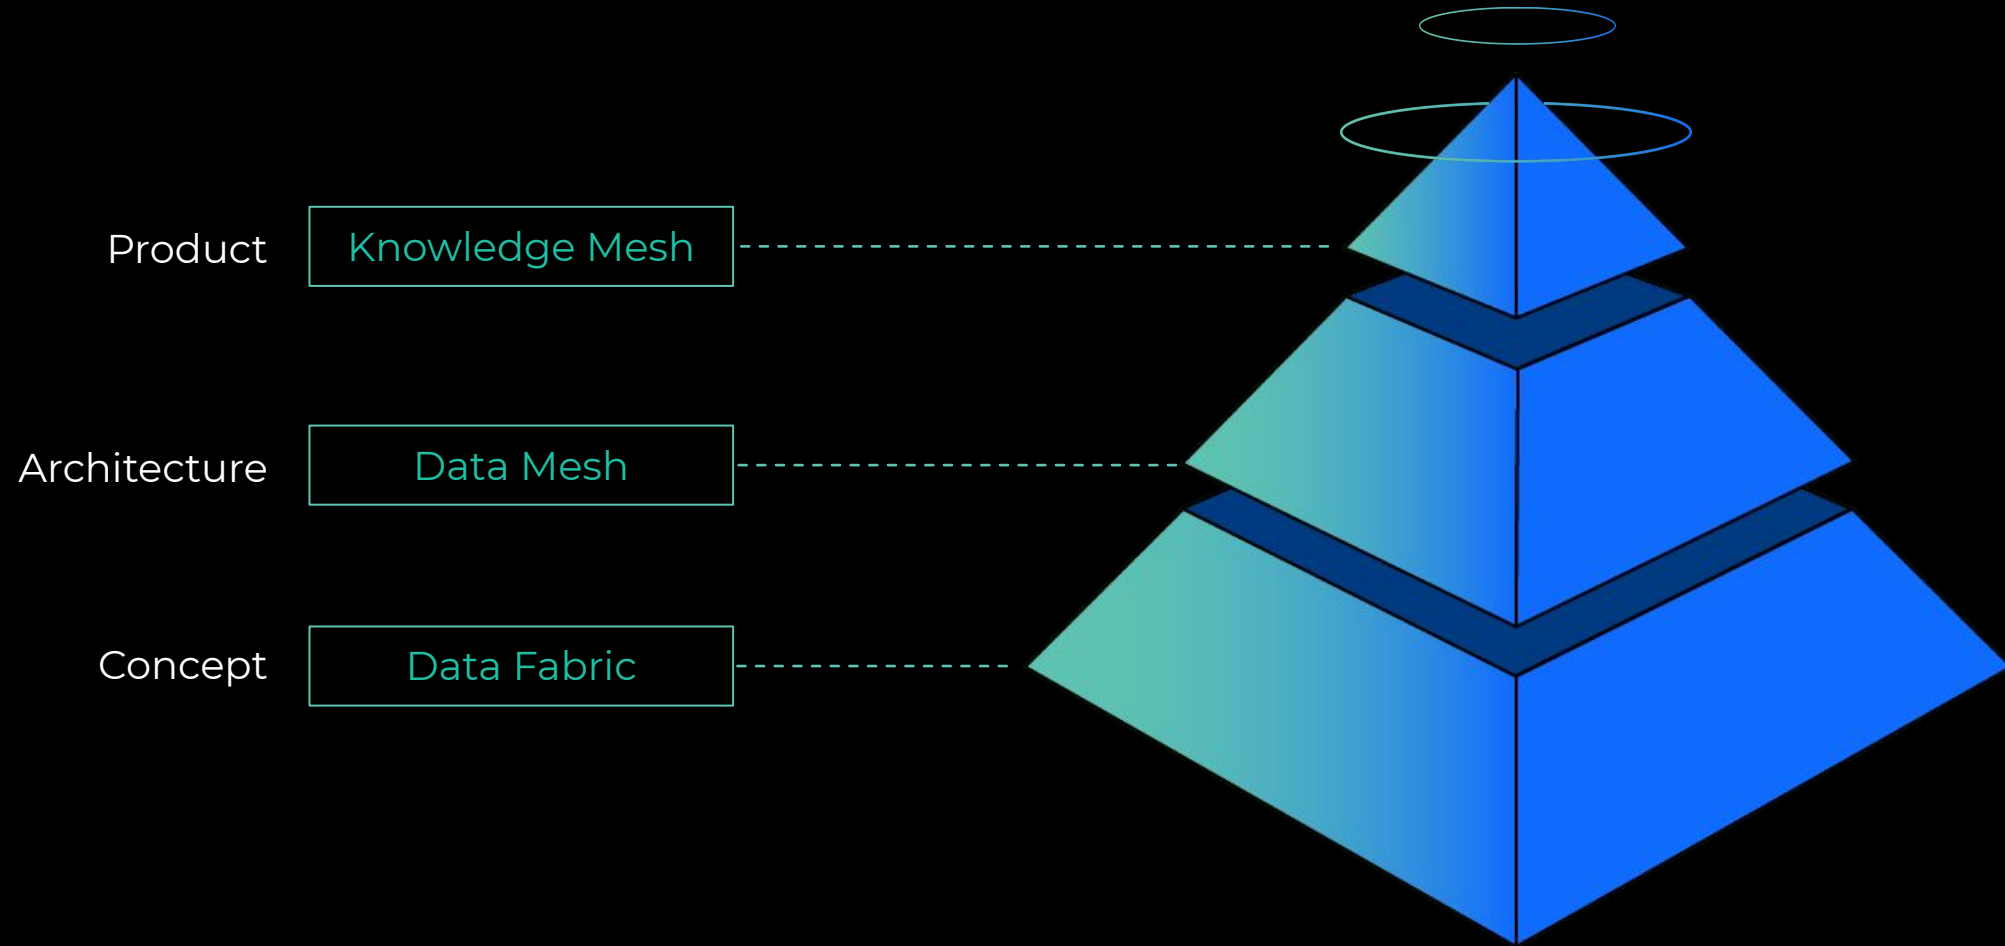 Product
Knowledge Mesh
Architecture
Data Mesh
Concept
Data Fabric